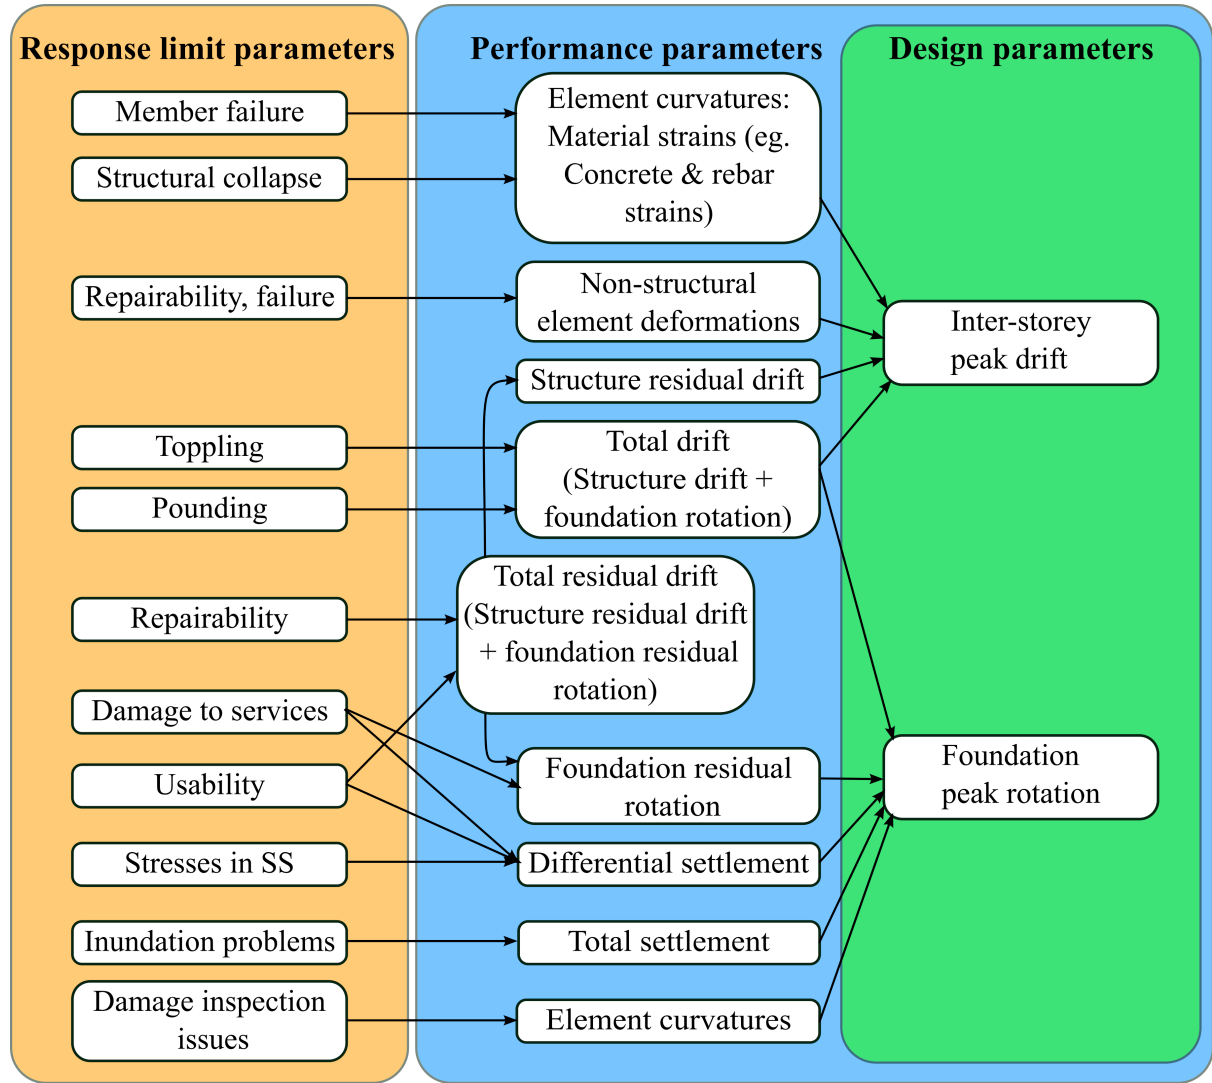 Response limit parameters
Member failure
Structural collapse
Repairability, failure
Toppling
Pounding
Repairability
Damage to services
Usability
Stresses in SS
Inundation problems
Damage inspection
issues
Performance parameters
Element curvatures:
Material strains (eg.
Concrete & rebar
strains)
Non-structural
element deformations
Structure residual drift
Total drift
(Structure drift +
foundation rotation)
Total residual drift
(Structure residual drift
+ foundation residual
rotation)
Foundation residual
rotation
Differential settlement
Total settlement
Element curvatures
Design parameters
Inter-storey
peak drift
Foundation
peak rotation